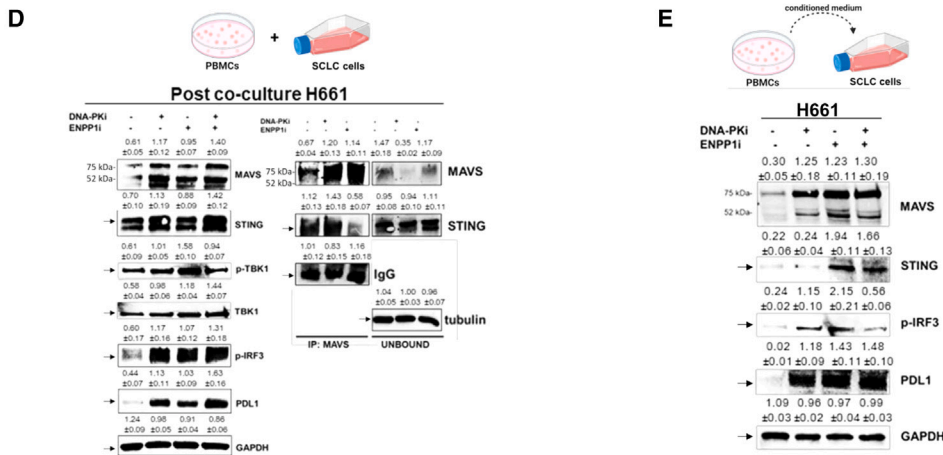 D
PBMCs + SCLC cells
Post co-culture H661
DNA-PKi - + - +
ENPP1i - - + +
0.61 1.17 0.95 1.40
±0.05 ±0.12 ±0.07 ±0.09
75 kDa-
52 kDa-
MAVS
0.70 1.13 0.88 1.42
±0.10 ±0.19 ±0.09 ±0.12
STING
0.61 1.01 1.58 0.94
±0.09 ±0.05 ±0.10 ±0.07
p-TBK1
0.58 0.98 1.18 1.44
±0.04 ±0.06 ±0.04 ±0.07
TBK1
0.60 1.17 1.07 1.31
±0.17 ±0.16 ±0.12 ±0.18
p-IRF3
0.44 1.13 1.03 1.63
±0.07 ±0.11 ±0.09 ±0.16
PDL1
1.24 0.98 0.91 0.86
±0.09 ±0.05 ±0.04 ±0.06
GAPDH
DNA-PKi - + - - + -
ENPP1i - - + - - +
0.67 1.20 1.14 1.47 0.35 1.17
±0.04 ±0.13 ±0.11 ±0.18 ±0.02 ±0.09
75 kDa-
52 kDa-
MAVS
1.12 1.43 0.58 0.95 0.94 1.11
±0.13 ±0.18 ±0.07 ±0.08 ±0.10 ±0.11
STING
1.01 0.83 1.16
±0.12 ±0.15 ±0.18
IgG
1.04 1.00 0.96
±0.05 ±0.03 ±0.07
tubulin
IP: MAVS UNBOUND
E
conditioned medium
PBMCs SCLC cells
H661
DNA-PKi - + - +
ENPP1i - - + +
0.30 1.25 1.23 1.30
±0.05 ±0.18 ±0.11 ±0.19
75 kDa-
52 kDa-
MAVS
0.22 0.24 1.94 1.66
±0.06 ±0.04 ±0.11 ±0.13
STING
0.24 1.15 2.15 0.56
±0.02 ±0.10 ±0.21 ±0.06
p-IRF3
0.02 1.18 1.43 1.48
±0.01 ±0.09 ±0.11 ±0.10
PDL1
1.09 0.96 0.97 0.99
±0.03 ±0.02 ±0.04 ±0.03
GAPDH